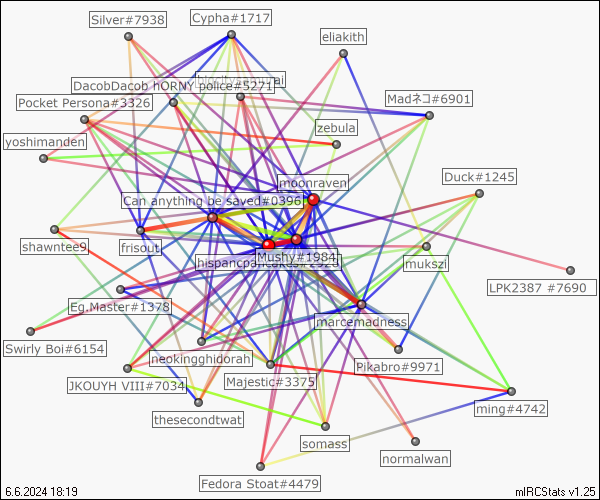 Silver#7938
Cypha#1717
eliakith
DacobDacob hORNY police#5271
Pocket Persona#3326
Madネコ#6901
zebula
yoshimanden
moonraven
Duck#1245
Can anything be saved#0396
shawntee9
frisout
Mushy#1984
mukszi
LPK2387 #7690
Eg.Master#1378
marcemadness
Swirly Boi#6154
neokingghidorah
Pikabro#9971
JKOUYH VIII#7034
Majestic#3375
ming#4742
thesecondtwat
somass
normalwan
Fedora Stoat#4479
6.6.2024 18:19
mIRCStats v1.25